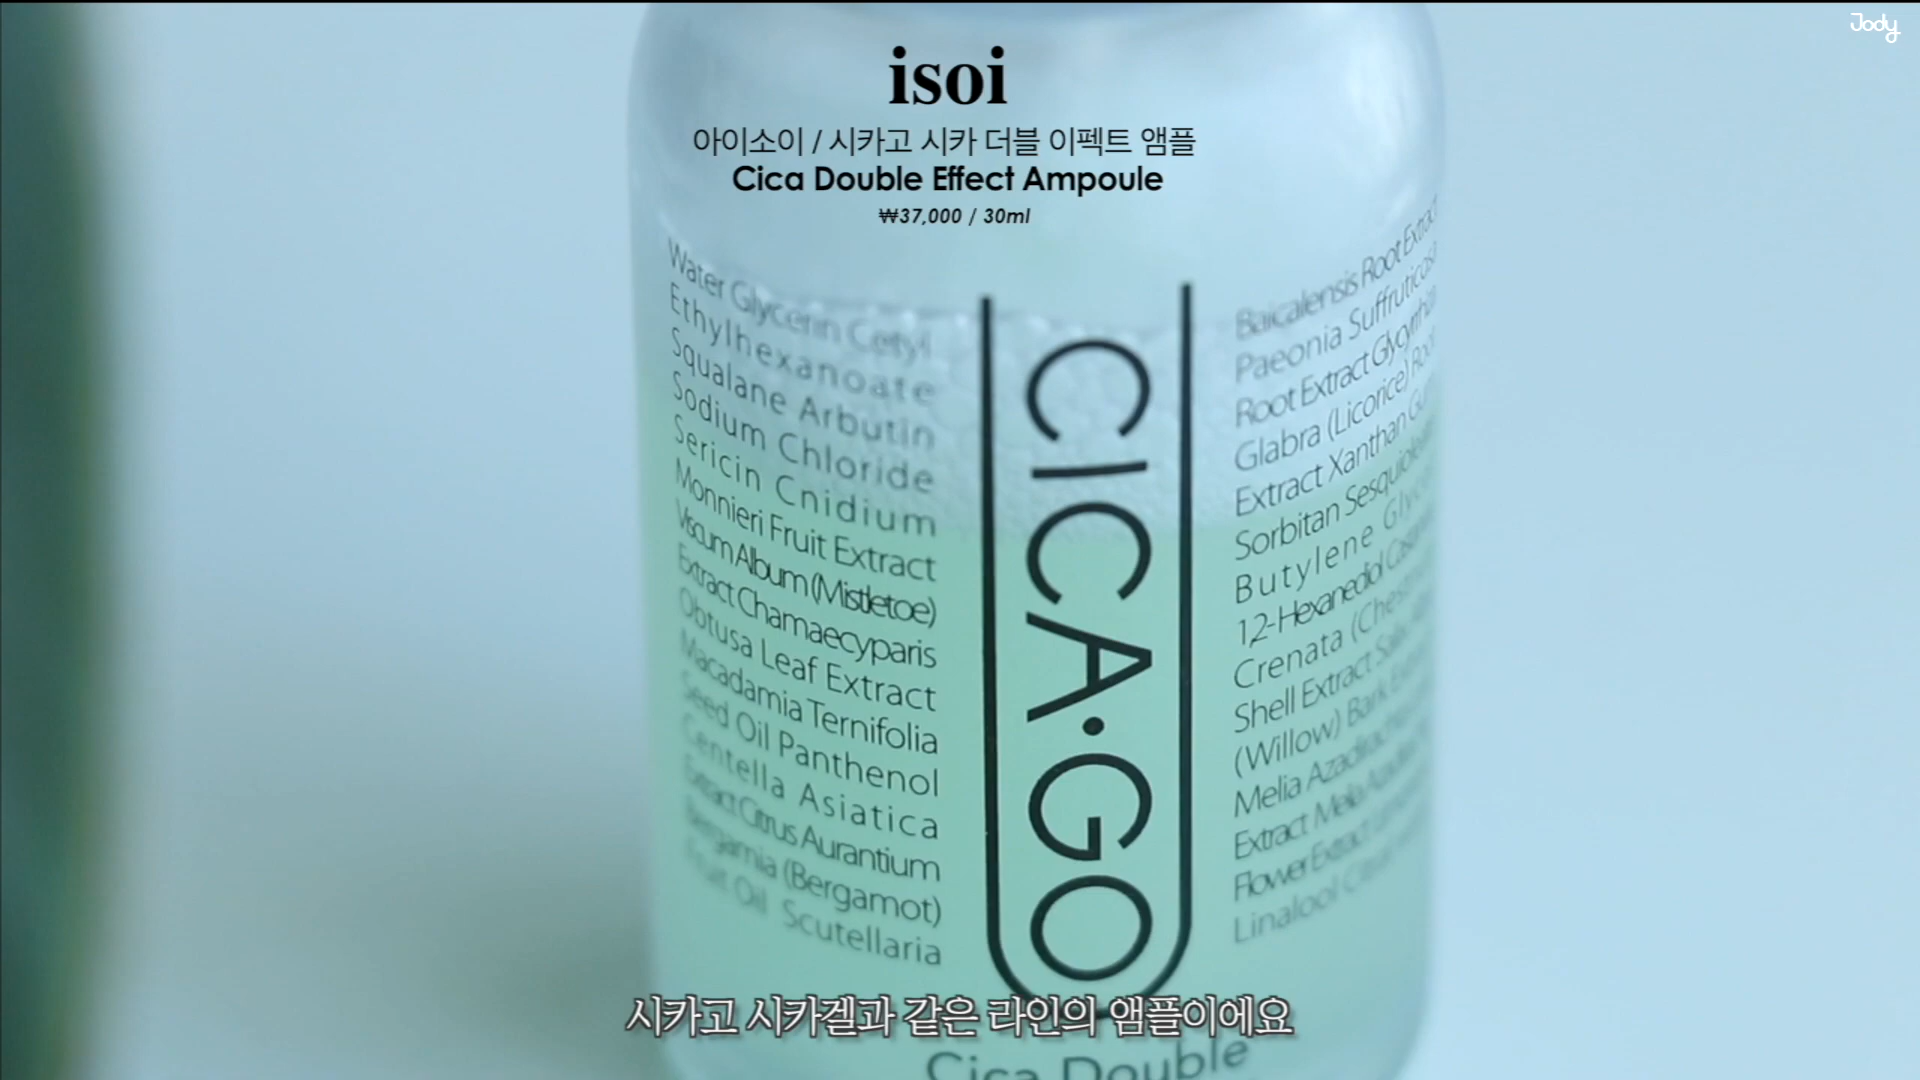 Jody
isoi
아이소이 / 시카고 시카 더블 이펙트 앰플
Cica Double Effect Ampoule
₩37,000 / 30ml
Water Glycerin Cetyl
Ethylhexanoate
Squalane Arbutin
Sodium Chloride
Sericin Cnidium
Monnieri Fruit Extract
Viscum Album (Mistletoe)
Extract Chamaecyparis
Obtusa Leaf Extract
Macadamia Ternifolia
Seed Oil Panthenol
Centella Asiatica
Extract Citrus Aurantium
Bergamia (Bergamot)
Fruit Oil Scutellaria
CICA·GO
Baicalensis Root Extract
Paeonia Suffruticosa
Root Extract Glycyrrhiza
Glabra (Licorice) Root
Extract Xanthan Gum
Sorbitan
Butylene
1,2-Hexanediol
Crenata
Shell Extract
(Willow) Bark
Melia
Extract Melia
Flower Extract
Linalool
시카고 시카겔과 같은 라인의 앰플이에요
Cica Double